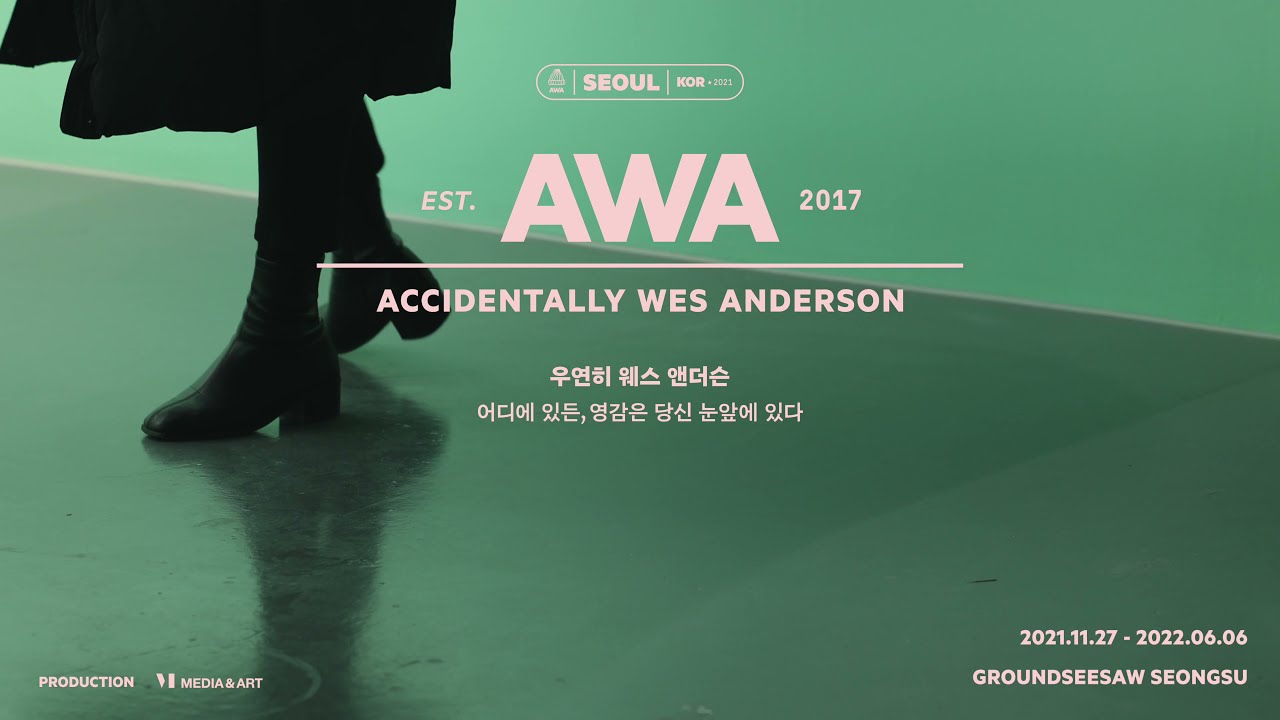 AWA SEOUL KOR • 2021
EST. AWA 2017
ACCIDENTALLY WES ANDERSON
우연히 웨스 앤더슨
어디에 있든, 영감은 당신 눈앞에 있다
2021.11.27 - 2022.06.06
PRODUCTION MEDIA & ART
GROUNDSEESAW SEONGSU